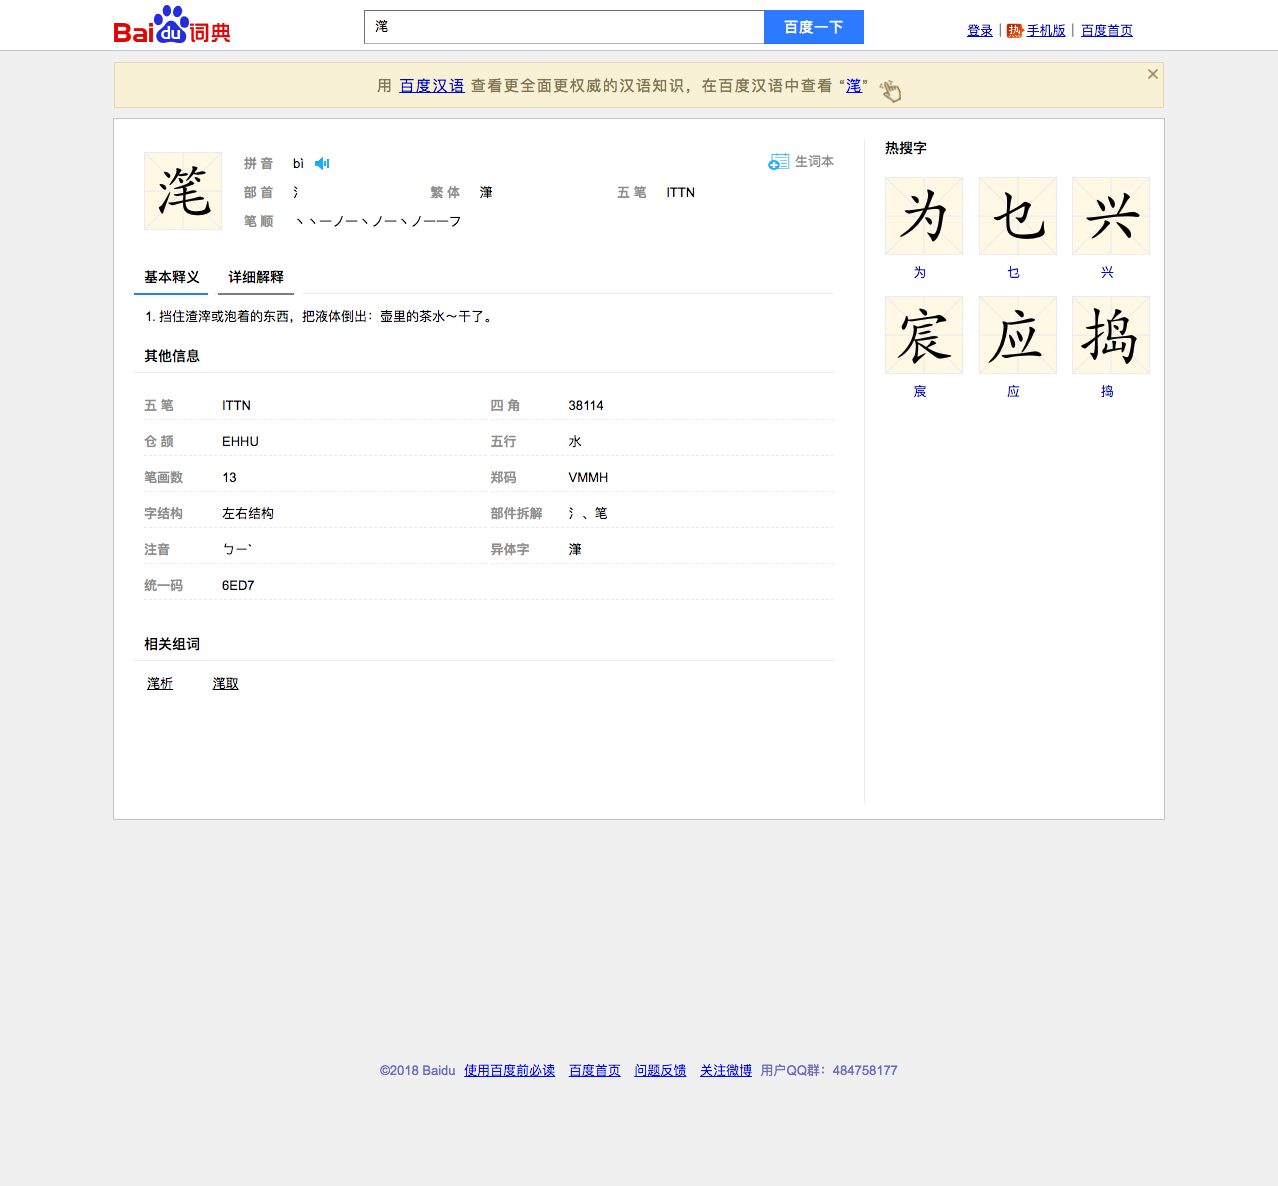 Baidu词典
滗
百度一下
登录 | 热 手机版 | 百度首页
用 百度汉语 查看更全面更权威的汉语知识，在百度汉语中查看 “滗”
滗
拼 音 bì
生词本
部 首 氵 繁 体 潷 五 笔 ITTN
笔 顺 丶丶一ノ一丶ノ一丶ノ一一フ
基本释义 详细解释
1. 挡住渣滓或泡着的东西，把液体倒出：壶里的茶水～干了。
其他信息
五 笔 ITTN 四 角 38114
仓 颉 EHHU 五行 水
笔画数 13 郑码 VMMH
字结构 左右结构 部件拆解 氵、笔
注音 ㄅㄧˋ 异体字 潷
统一码 6ED7
相关组词
滗析 滗取
热搜字
为 乜 兴
为 乜 兴
宸 应 捣
宸 应 捣
©2018 Baidu 使用百度前必读 百度首页 问题反馈 关注微博 用户QQ群：484758177